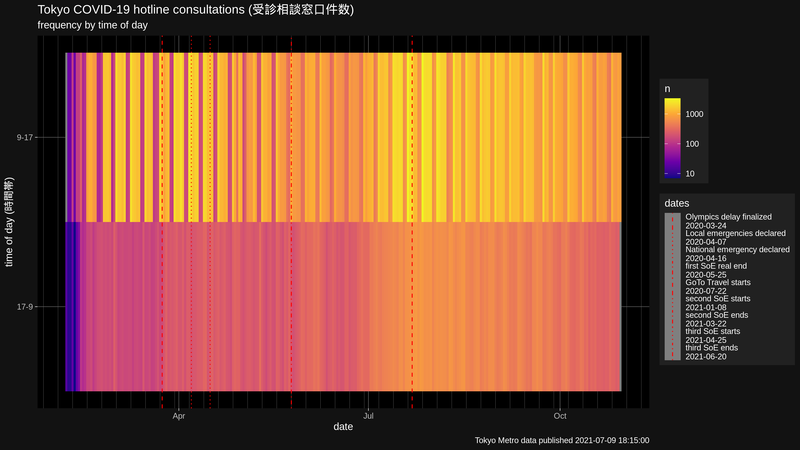 Tokyo COVID-19 hotline consultations (受診相談窓口件数)
frequency by time of day
time of day (時間帯)
9-17
17-9
Apr
Jul
Oct
date
n
1000
100
10
dates
Olympics delay finalized
2020-03-24
Local emergencies declared
2020-04-07
National emergency declared
2020-04-16
first SoE real end
2020-05-25
GoTo Travel starts
2020-07-22
second SoE starts
2021-01-08
second SoE ends
2021-03-22
third SoE starts
2021-04-25
third SoE ends
2021-06-20
Tokyo Metro data published 2021-07-09 18:15:00